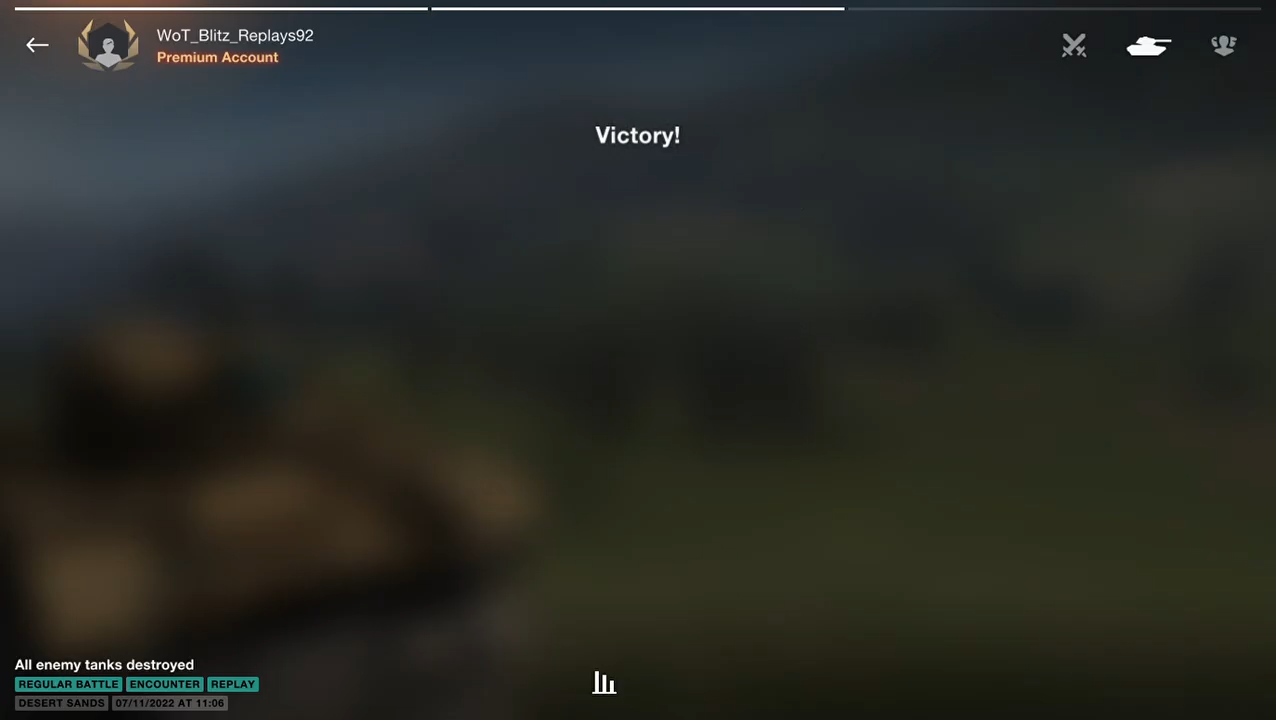 WoT_Blitz_Replays92
Premium Account
Victory!
All enemy tanks destroyed
REGULAR BATTLE ENCOUNTER REPLAY
DESERT SANDS 07/11/2022 AT 11:06